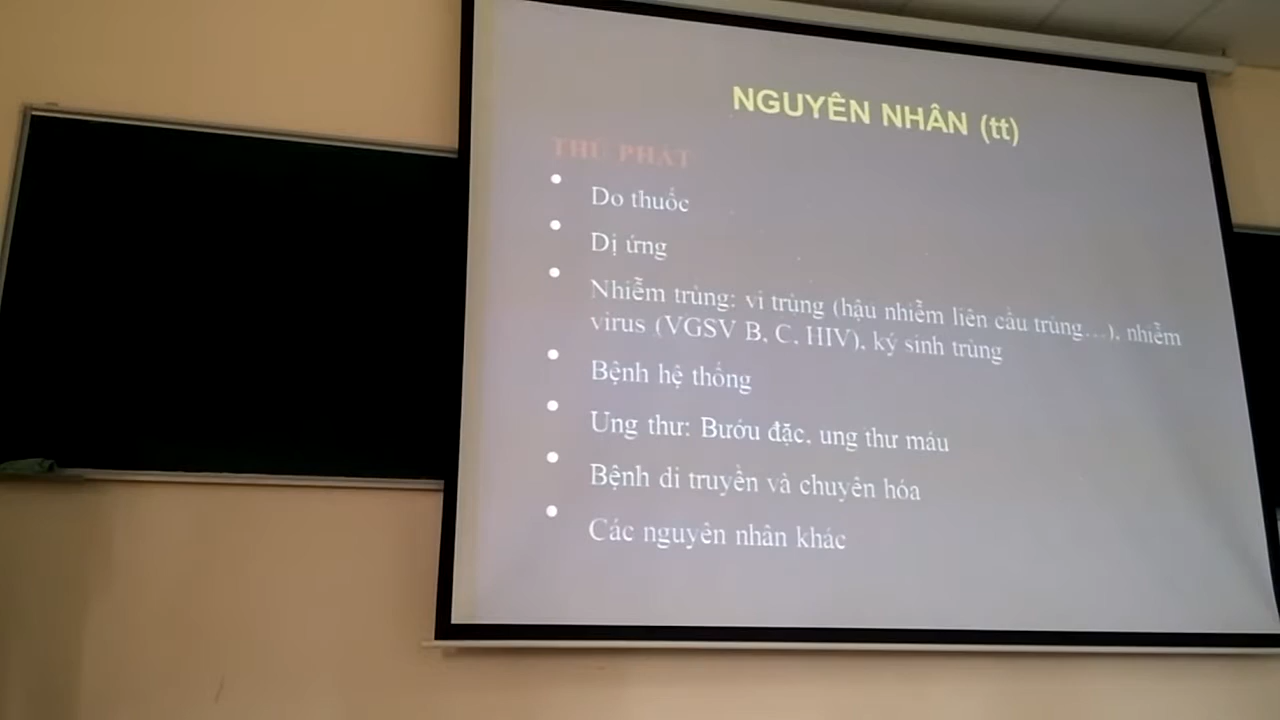 NGUYÊN NHÂN (tt)
THỨ PHÁT
Do thuốc
Dị ứng
Nhiễm trùng: vi trùng (hậu nhiễm liên cầu trùng...), nhiễm
virus (VGSV B, C, HIV), ký sinh trùng
Bệnh hệ thống
Ung thư: Bướu đặc, ung thư máu
Bệnh di truyền và chuyên hóa
Các nguyên nhân khác